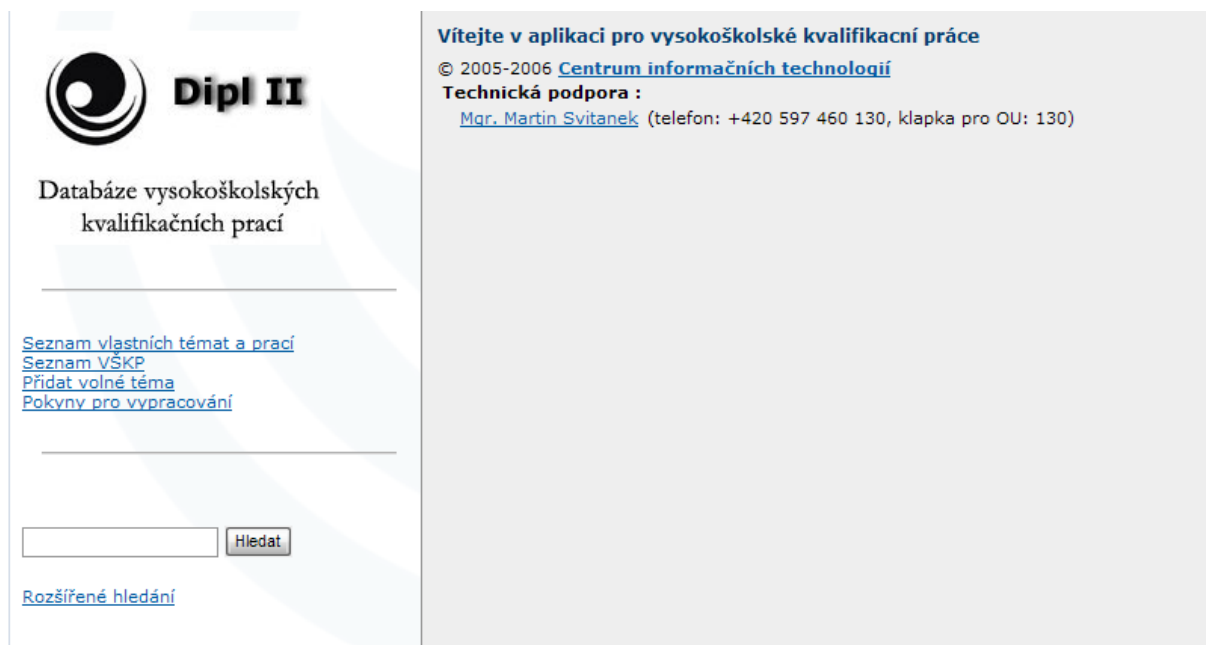 Dipl II
Databáze vysokoškolských
kvalifikačních prací
Seznam vlastních témat a prací
Seznam VŠKP
Přidat volné téma
Pokyny pro vypracování
Hledat
Rozšířené hledání
Vítejte v aplikaci pro vysokoškolské kvalifikacní práce
© 2005-2006 Centrum informačních technologií
Technická podpora :
Mgr. Martin Svitanek (telefon: +420 597 460 130, klapka pro OU: 130)